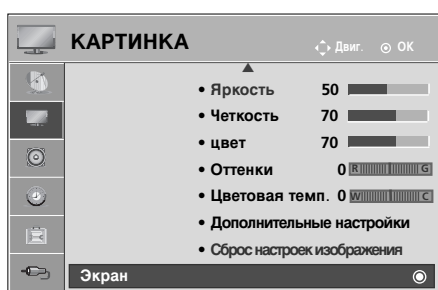 КАРТИНКА Двиг. OK
• Яркость 50
• Четкость 70
• цвет 70
• Оттенки 0 R G
• Цветовая темп. 0 W C
• Дополнительные настройки
• Сброс настроек изображения
Экран